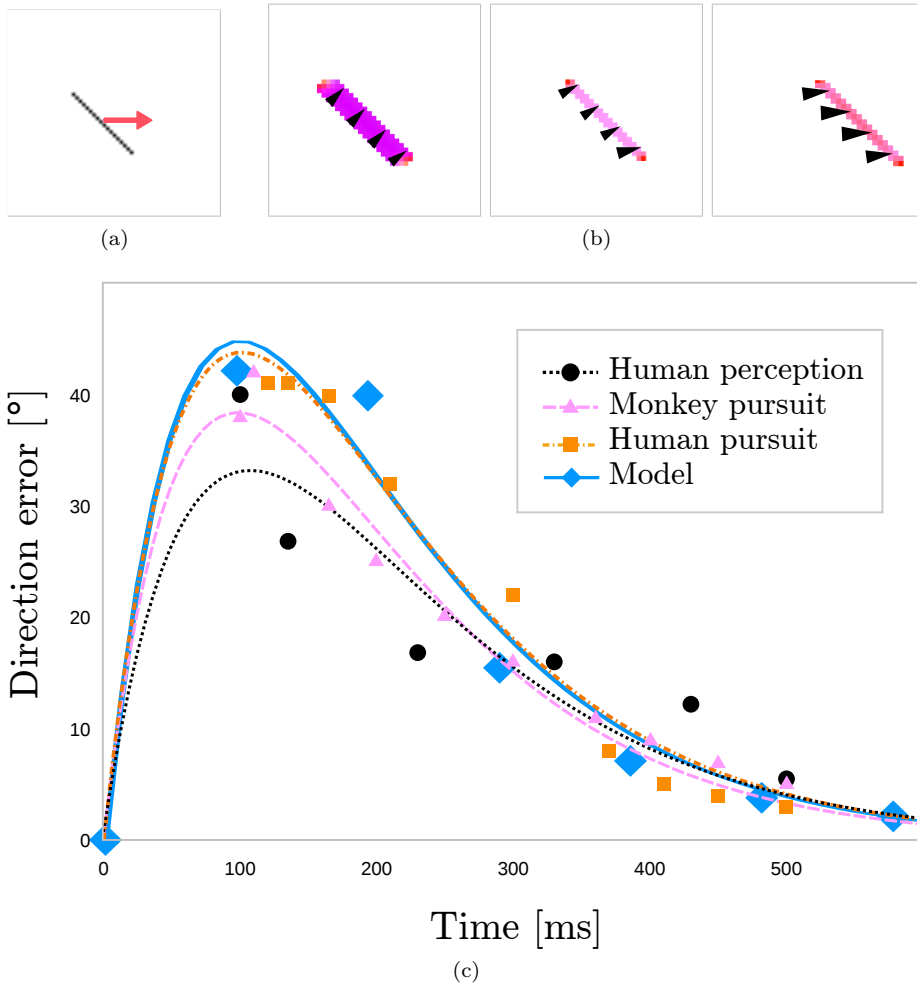 (a)
(b)
Direction error [°]
40
30
20
10
0
Human perception
Monkey pursuit
Human pursuit
Model
0 100 200 300 400 500
Time [ms]
(c)